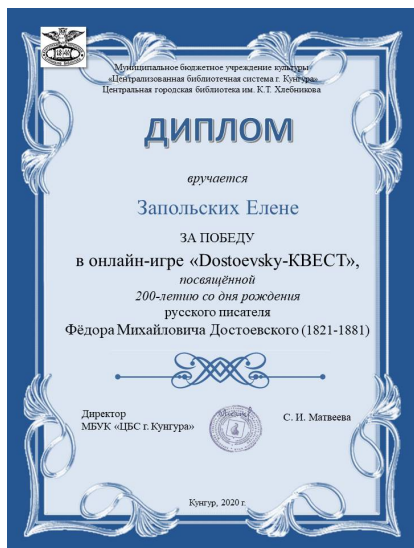 Муниципальное бюджетное учреждение культуры
«Централизованная библиотечная система г. Кунгура»
Центральная городская библиотека им. К.Т. Хлебникова
ДИПЛОМ
вручается
Запольских Елене
ЗА ПОБЕДУ
в онлайн-игре «Dostoevsky-КВЕСТ»,
посвящённой
200-летию со дня рождения
русского писателя
Фёдора Михайловича Достоевского (1821-1881)
Директор
МБУК «ЦБС г. Кунгура»
С. И. Матвеева
Кунгур, 2020 г.